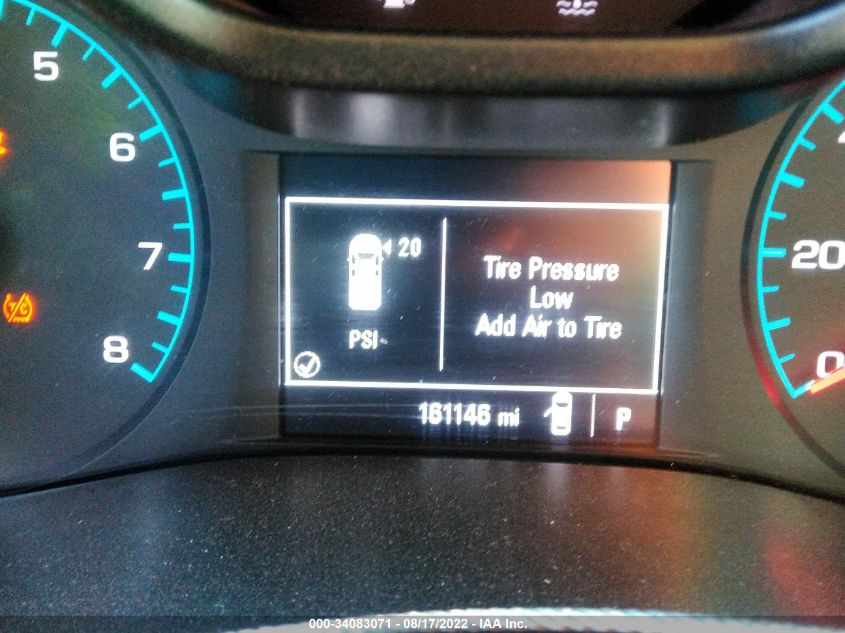 5
6
7
8
20
Tire Pressure
Low
Add Air to Tire
PSI
161146 mi
P
20
0
000-34083071 - 08/17/2022 - IAA Inc.